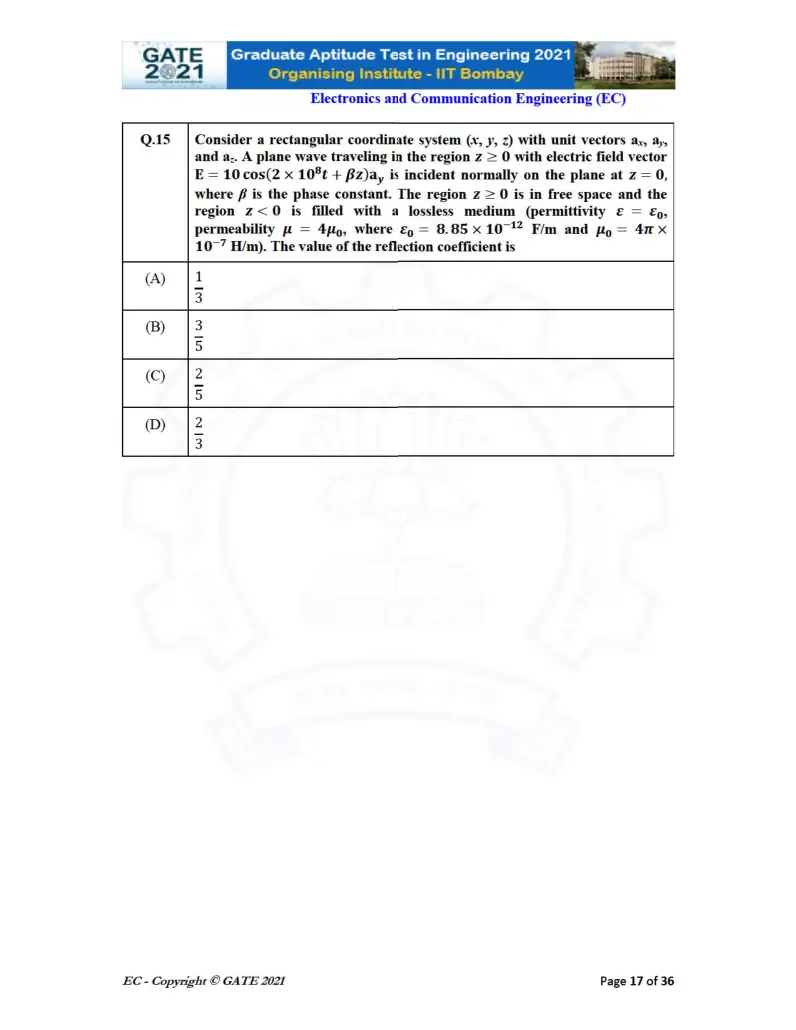 GATE
2021
Graduate Aptitude Test in Engineering 2021
Organising Institute - IIT Bombay
Electronics and Communication Engineering (EC)
Q.15
Consider a rectangular coordinate system (x, y, z) with unit vectors aₓ, aᵧ,
and a_z. A plane wave traveling in the region z ≥ 0 with electric field vector
E = 10 cos(2 × 10⁸t + βz)aᵧ is incident normally on the plane at z = 0,
where β is the phase constant. The region z ≥ 0 is in free space and the
region z < 0 is filled with a lossless medium (permittivity ε = ε₀,
permeability μ = 4μ₀, where ε₀ = 8.85 × 10⁻¹² F/m and μ₀ = 4π ×
10⁻⁷ H/m). The value of the reflection coefficient is
(A) 1/3
(B) 3/5
(C) 2/5
(D) 2/3
EC - Copyright © GATE 2021
Page 17 of 36